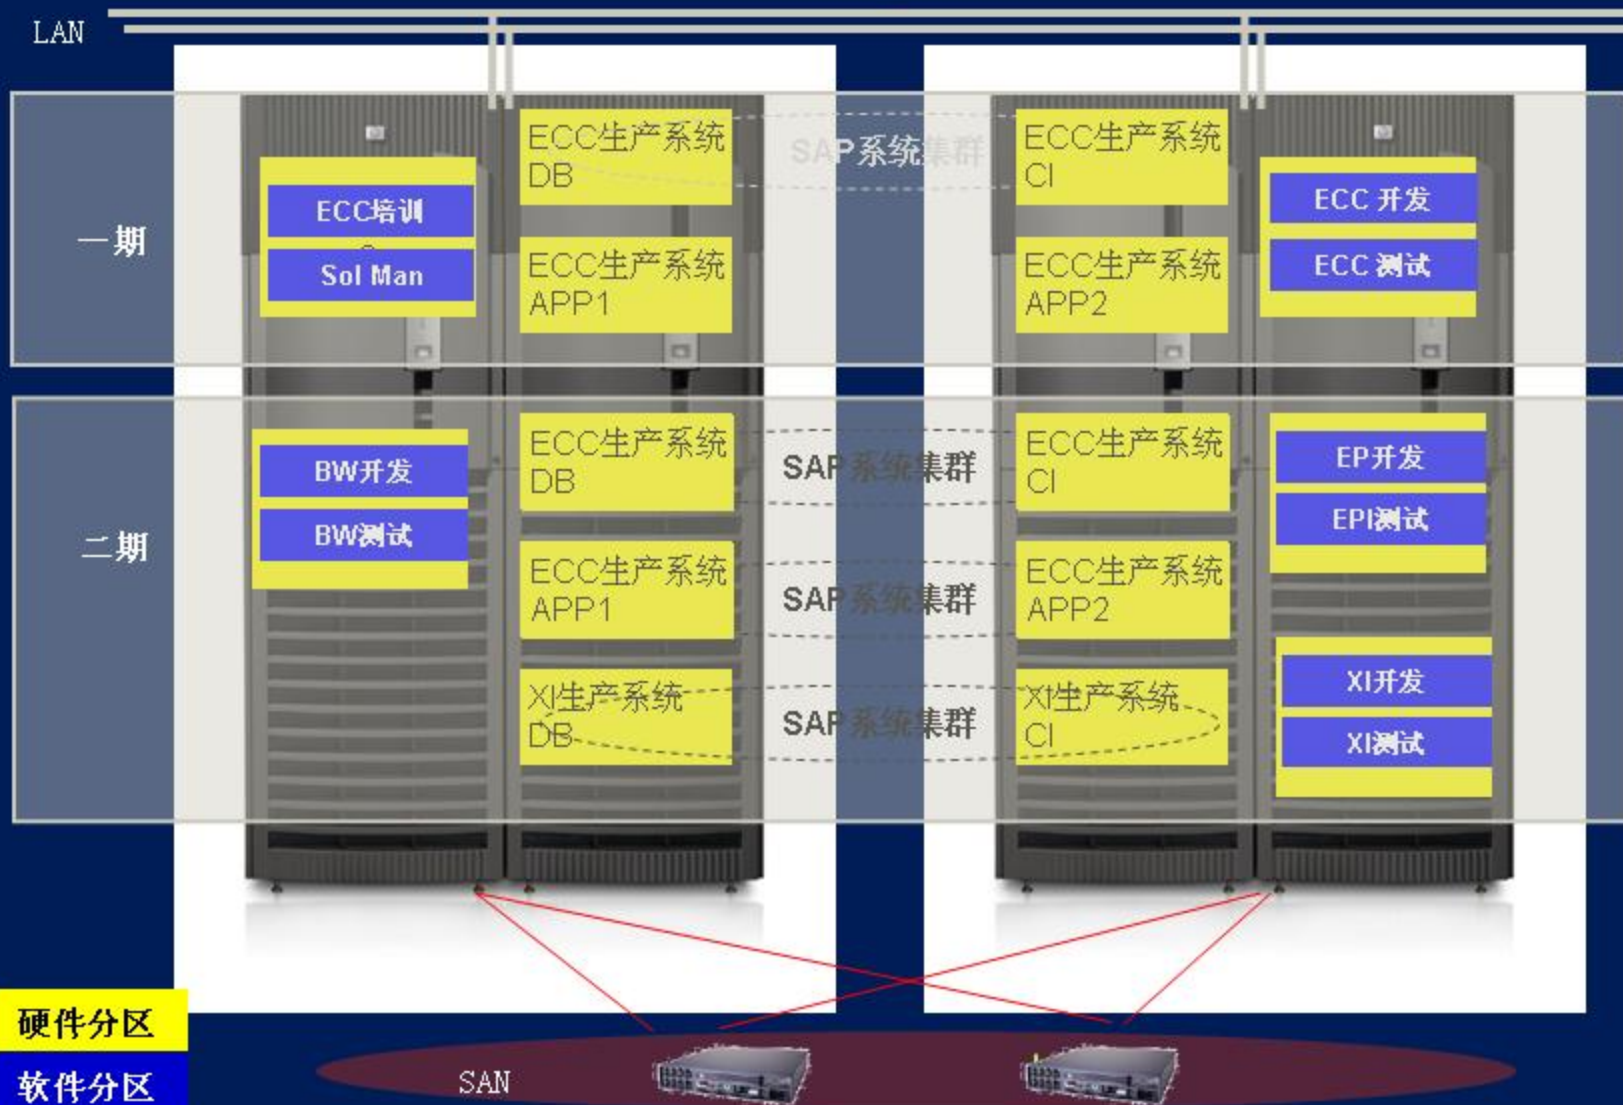 LAN
一期
ECC培训
Sol Man
ECC生产系统
DB
ECC生产系统
APP1
SAP系统集群
ECC生产系统
CI
ECC生产系统
APP2
ECC 开发
ECC 测试
二期
BW开发
BW测试
ECC生产系统
DB
ECC生产系统
APP1
XI生产系统
DB
SAP系统集群
SAP系统集群
SAP系统集群
ECC生产系统
CI
ECC生产系统
APP2
XI生产系统
CI
EP开发
EPI测试
XI开发
XI测试
硬件分区
软件分区
SAN